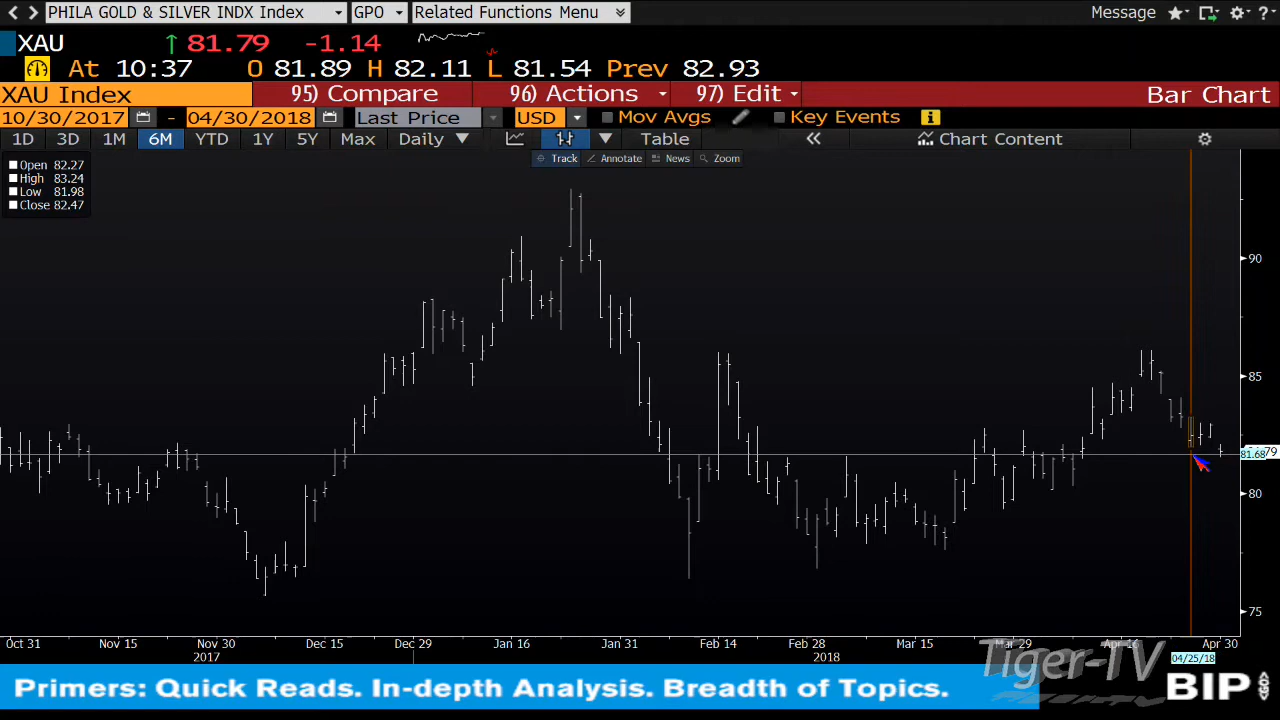 PHILA GOLD & SILVER INDX Index GPO Related Functions Menu Message ?
XAU ↑ 81.79 -1.14
At 10:37 O 81.89 H 82.11 L 81.54 Prev 82.93
XAU Index 95) Compare 96) Actions 97) Edit Bar Chart
10/30/2017 - 04/30/2018 Last Price USD Mov Avgs Key Events
1D 3D 1M 6M YTD 1Y 5Y Max Daily Table Chart Content
Track Annotate News Zoom
Open 82.27
High 83.24
Low 81.98
Close 82.47
90
85
81.68
80
75
Oct 31 Nov 15 Nov 30 Dec 15 Dec 29 Jan 16 Jan 31 Feb 14 Feb 28 Mar 15 Mar 29 Apr 16 Apr 30
2017 2018 04/25/18
Tiger-TV
Primers: Quick Reads. In-depth Analysis. Breadth of Topics. BIP